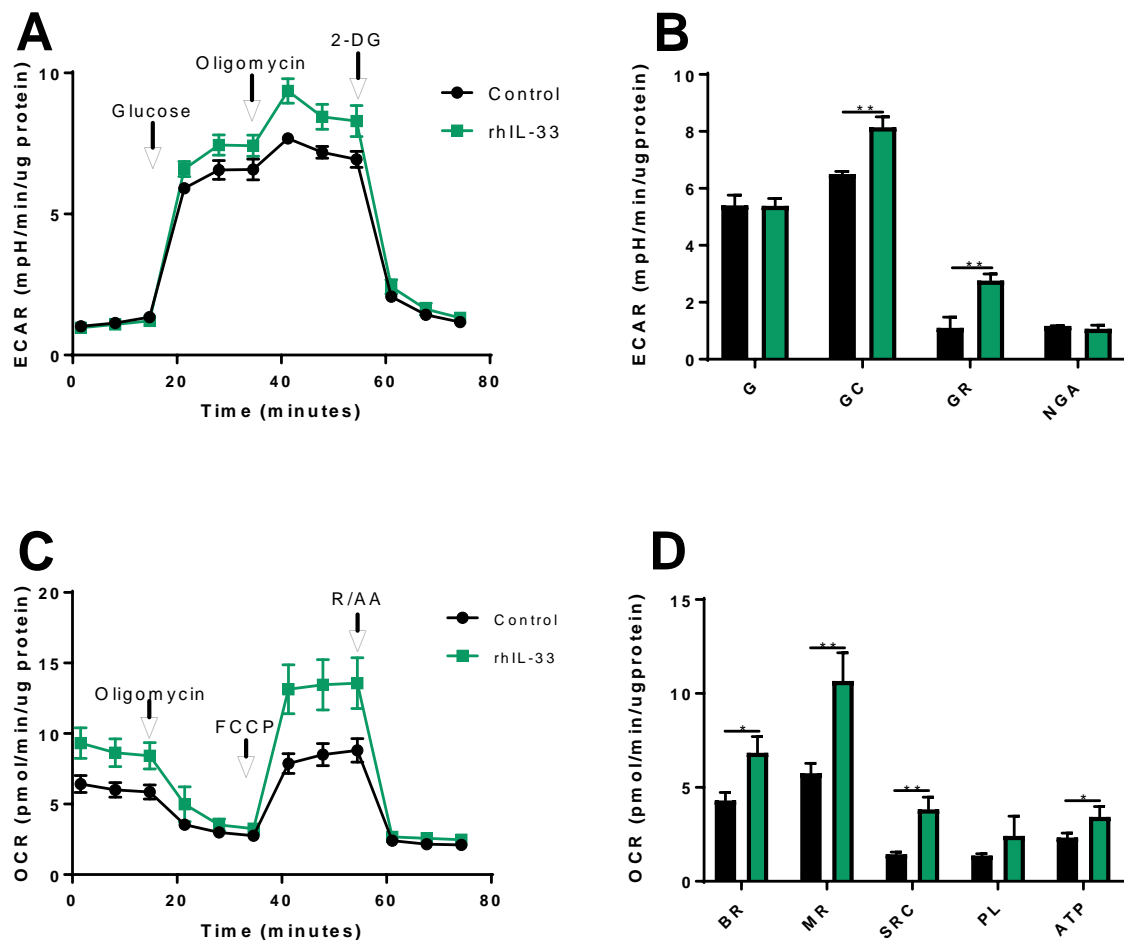 A
2-DG
Oligomycin
Glucose
Control
rhIL-33
10
5
0
ECAR (mpH/min/ug protein)
0 20 40 60 80
Time (minutes)
B
10
8
6
4
2
0
ECAR (mpH/min/ugprotein)
**
**
G GC GR NGA
C
R/AA
Oligomycin
FCCP
Control
rhIL-33
20
15
10
5
0
OCR (pmol/min/ug protein)
0 20 40 60 80
Time (minutes)
D
15
10
5
0
OCR (pmol/min/ugprotein)
*
**
**
*
BR MR SRC PL ATP